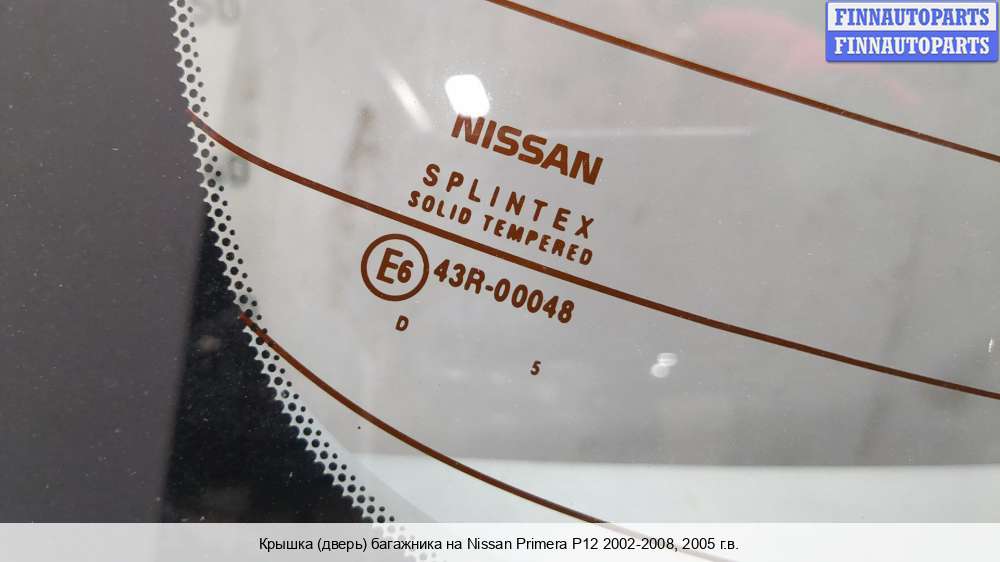 FINNAUTOPARTS
FINNAUTOPARTS
NISSAN
SPLINTEX
SOLID TEMPERED
E6 43R-00048
D
5
Крышка (дверь) багажника на Nissan Primera P12 2002-2008, 2005 г.в.